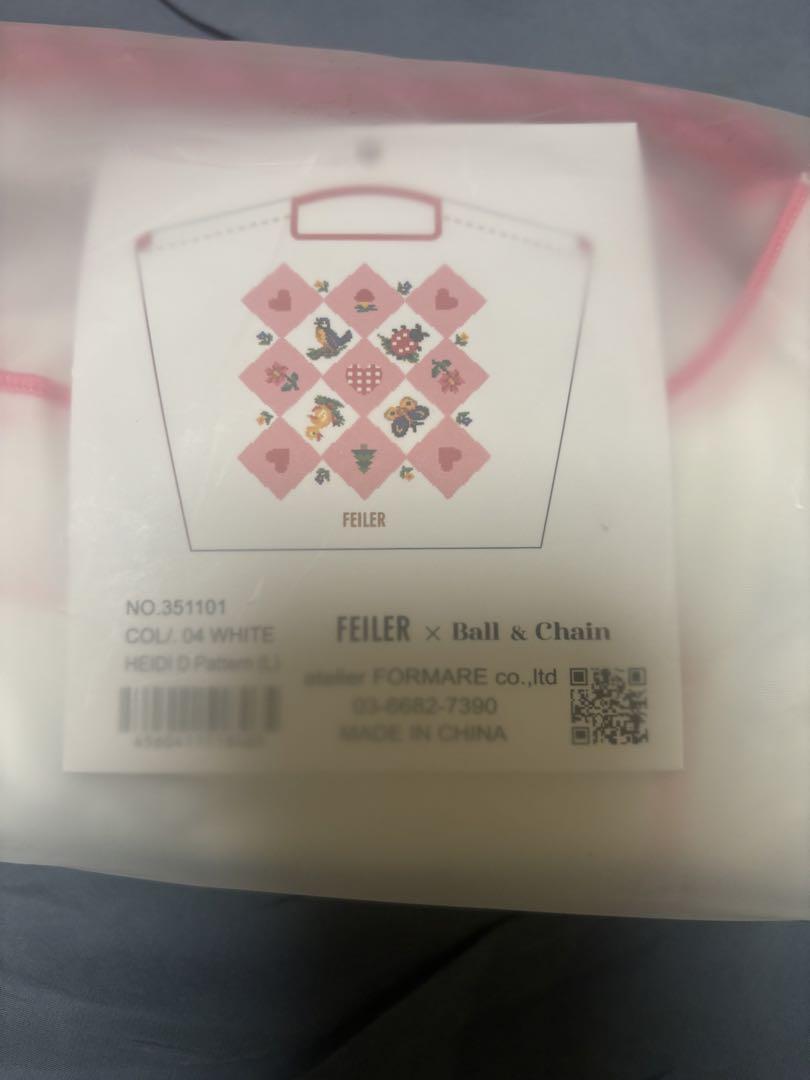 FEILER
NO.351101
COL/. 04 WHITE
HEIDI D Pattern (L)
FEILER × Ball & Chain
atelier FORMARE co.,ltd
03-6682-7390
MADE IN CHINA